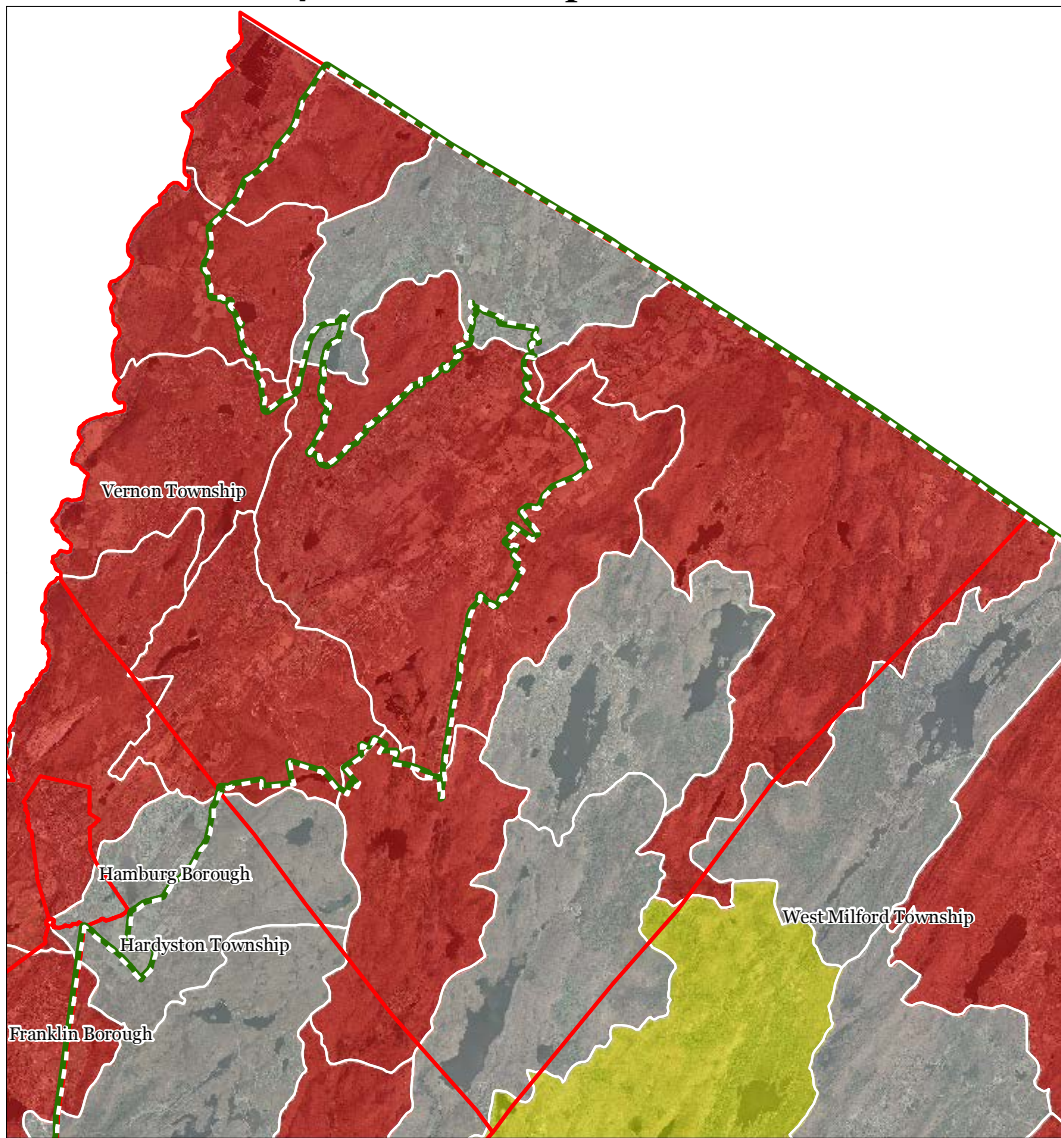 Vernon Township
Hamburg Borough
West Milford Township
Hardyston Township
Franklin Borough